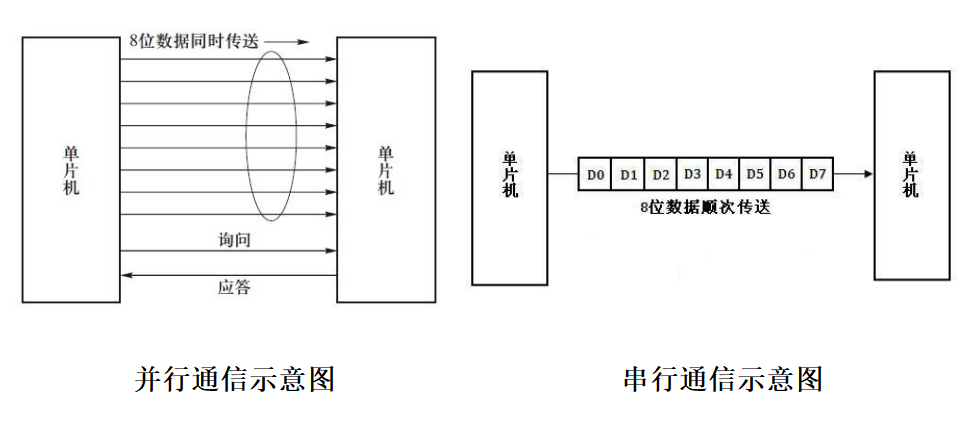 8位数据同时传送
单片机
单片机
询问
应答
并行通信示意图
单片机
D0 D1 D2 D3 D4 D5 D6 D7
8位数据顺次传送
单片机
串行通信示意图